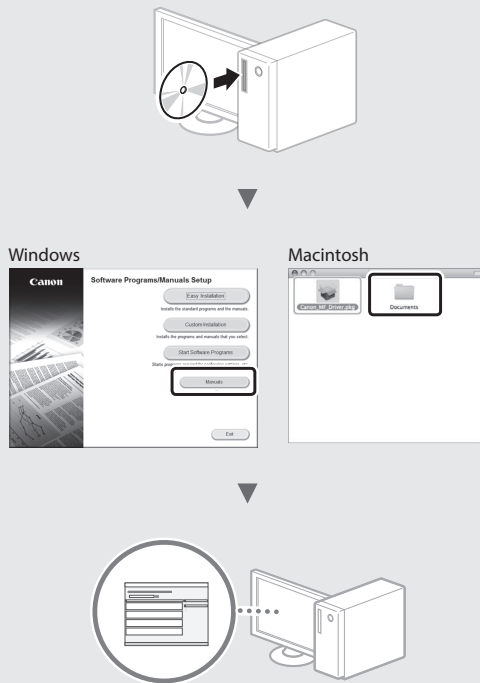 Windows
Macintosh
Canon
Software Programs/Manuals Setup
Easy Installation
Installs the standard programs and the manuals.
Custom Installation
Installs the programs and manuals that you select.
Start Software Programs
Manuals
Exit
Canon_MF_Driver.pkg
Documents